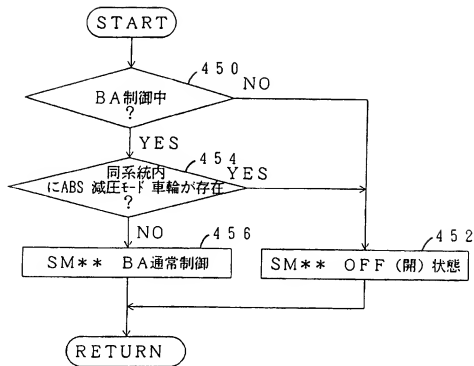 START
450
BA制御中
?
NO
YES
454
同系統内
YES
にABS 減圧モード 車輪が存在
?
NO
456
452
SM** BA通常制御
SM** OFF(開)状態
RETURN